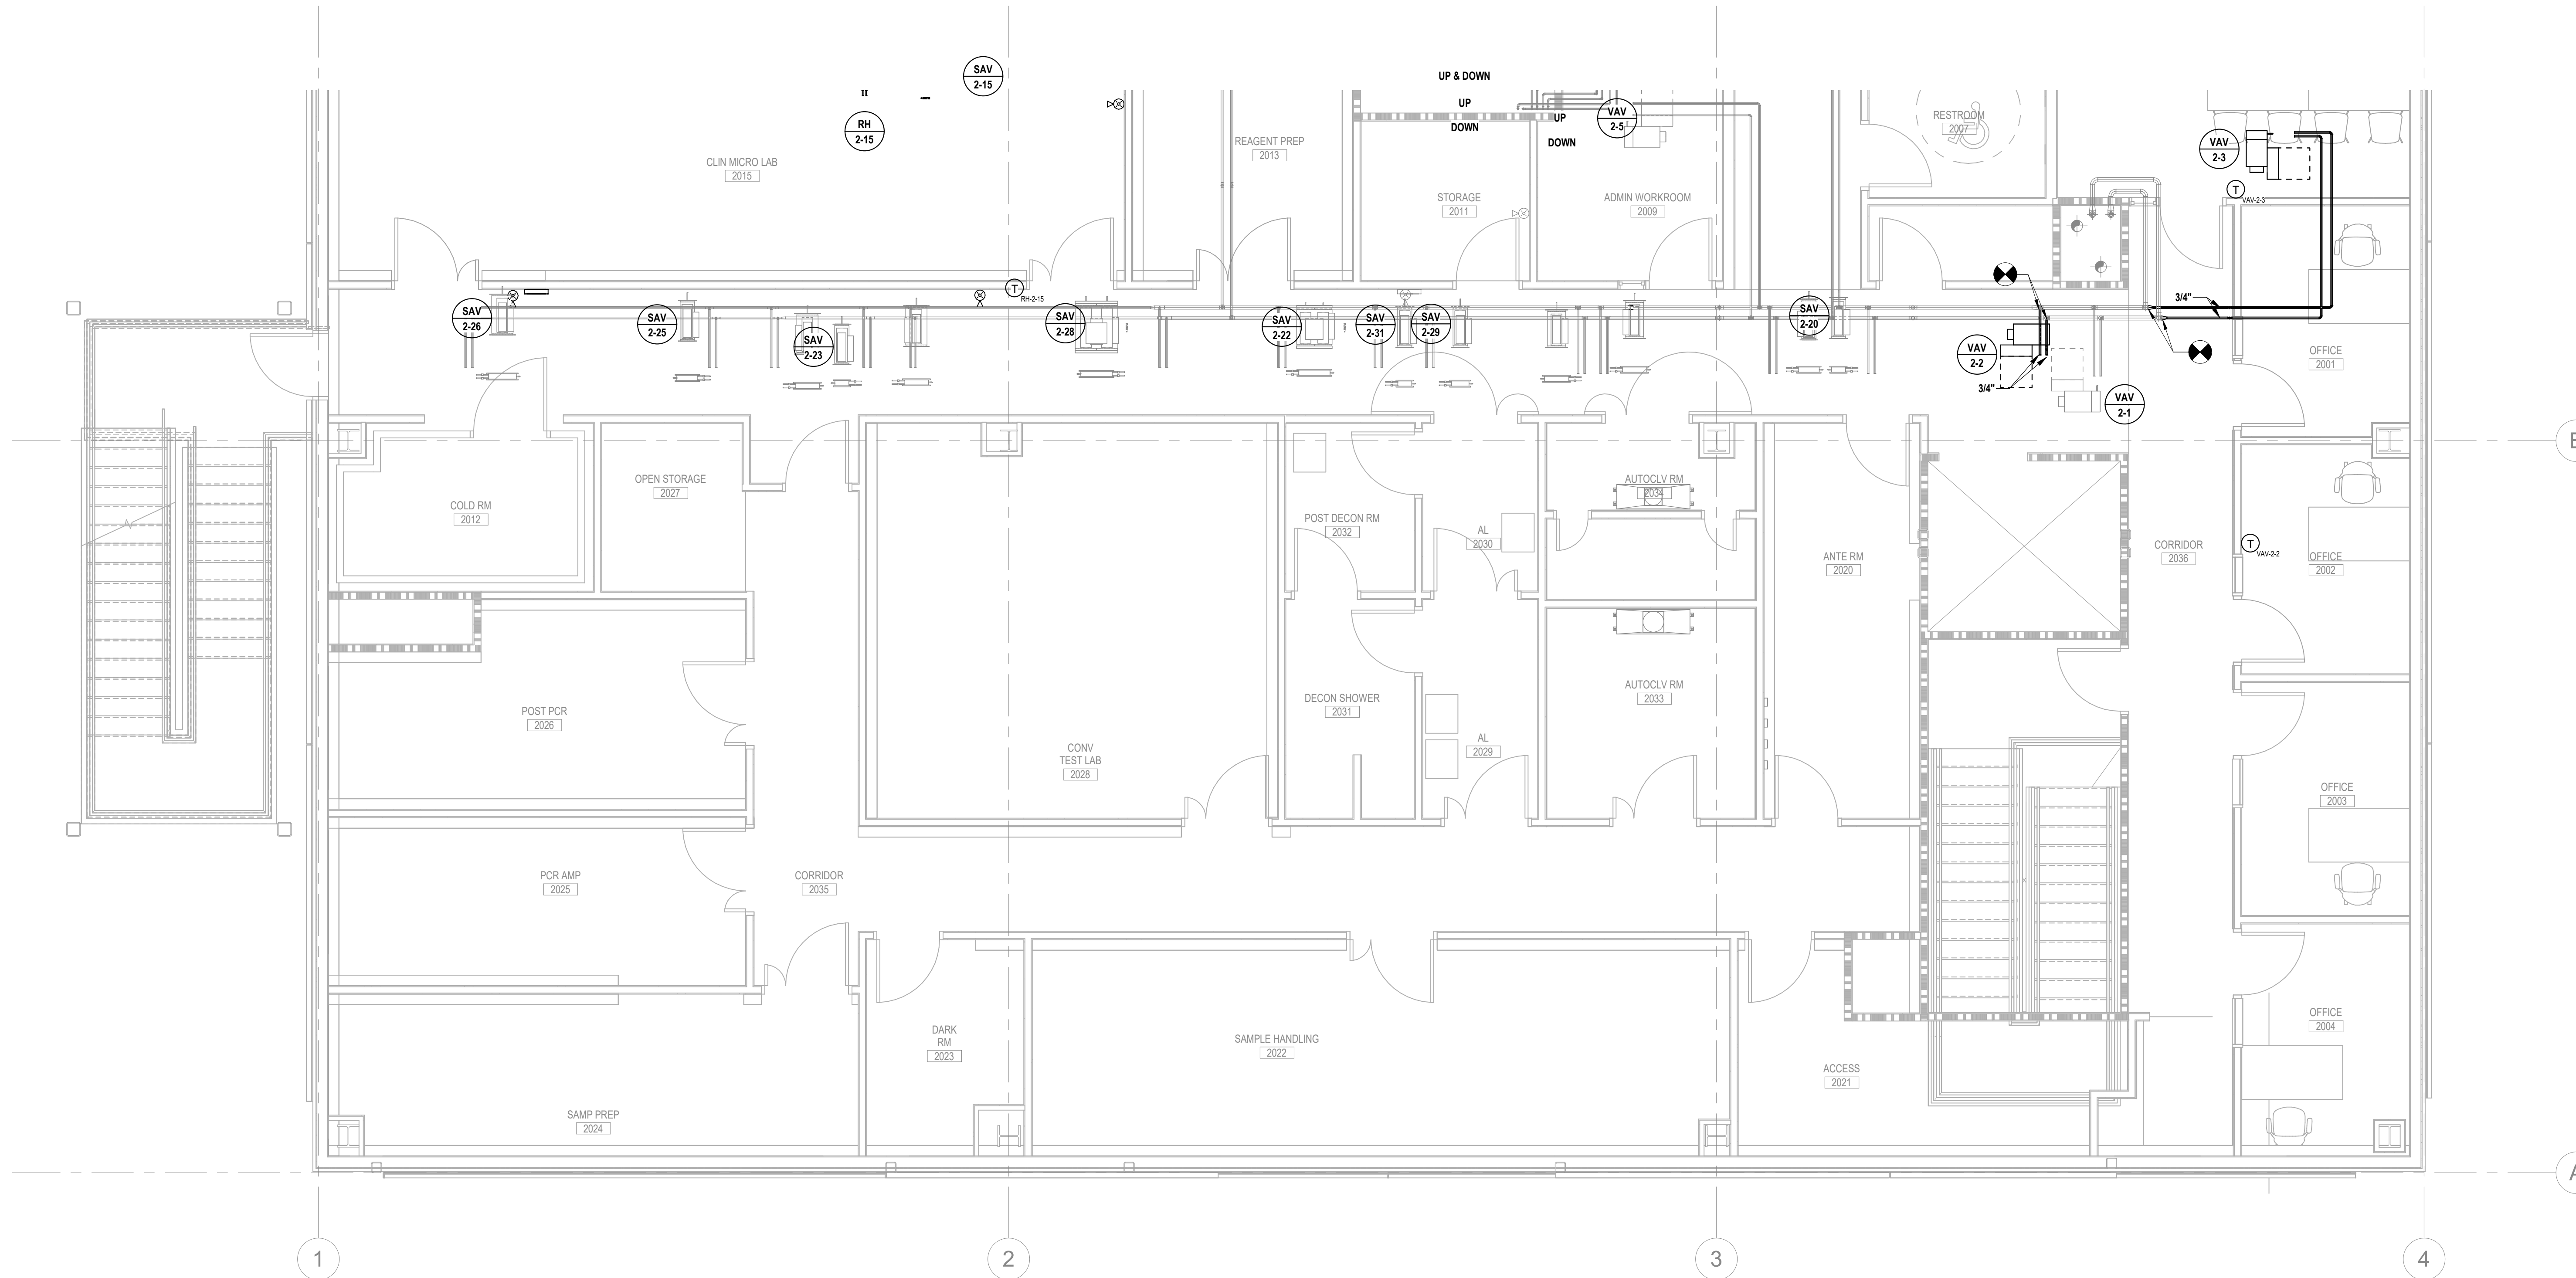 SAV
2-15
UP & DOWN
UP
DOWN
UP
DOWN
RH
2-15
VAV
2-5
RESTROOM
2007
VAV
2-3
CLIN MICRO LAB
2015
REAGENT PREP
2013
STORAGE
2011
ADMIN WORKROOM
2009
T
VAV-2-3
T
RH-2-15
SAV
2-26
SAV
2-25
SAV
2-23
SAV
2-28
SAV
2-22
SAV
2-31
SAV
2-29
SAV
2-20
3/4"
VAV
2-2
3/4"
VAV
2-1
OFFICE
2001
COLD RM
2012
OPEN STORAGE
2027
POST DECON RM
2032
AL
2030
AUTOCLV RM
2034
ANTE RM
2020
CORRIDOR
2036
T
VAV-2-2
OFFICE
2002
POST PCR
2026
CONV
TEST LAB
2028
DECON SHOWER
2031
AL
2029
AUTOCLV RM
2033
OFFICE
2003
PCR AMP
2025
CORRIDOR
2035
SAMP PREP
2024
DARK
RM
2023
SAMPLE HANDLING
2022
ACCESS
2021
OFFICE
2004
1
2
3
4